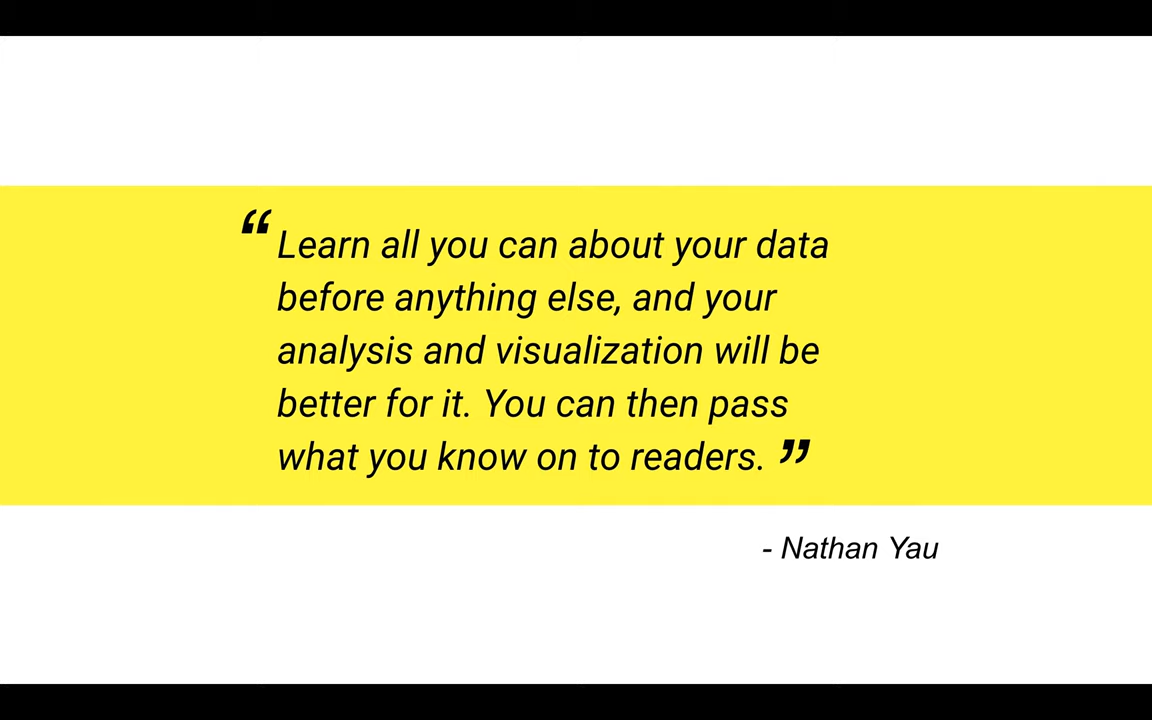 “ Learn all you can about your data
before anything else, and your
analysis and visualization will be
better for it. You can then pass
what you know on to readers. ”
- Nathan Yau